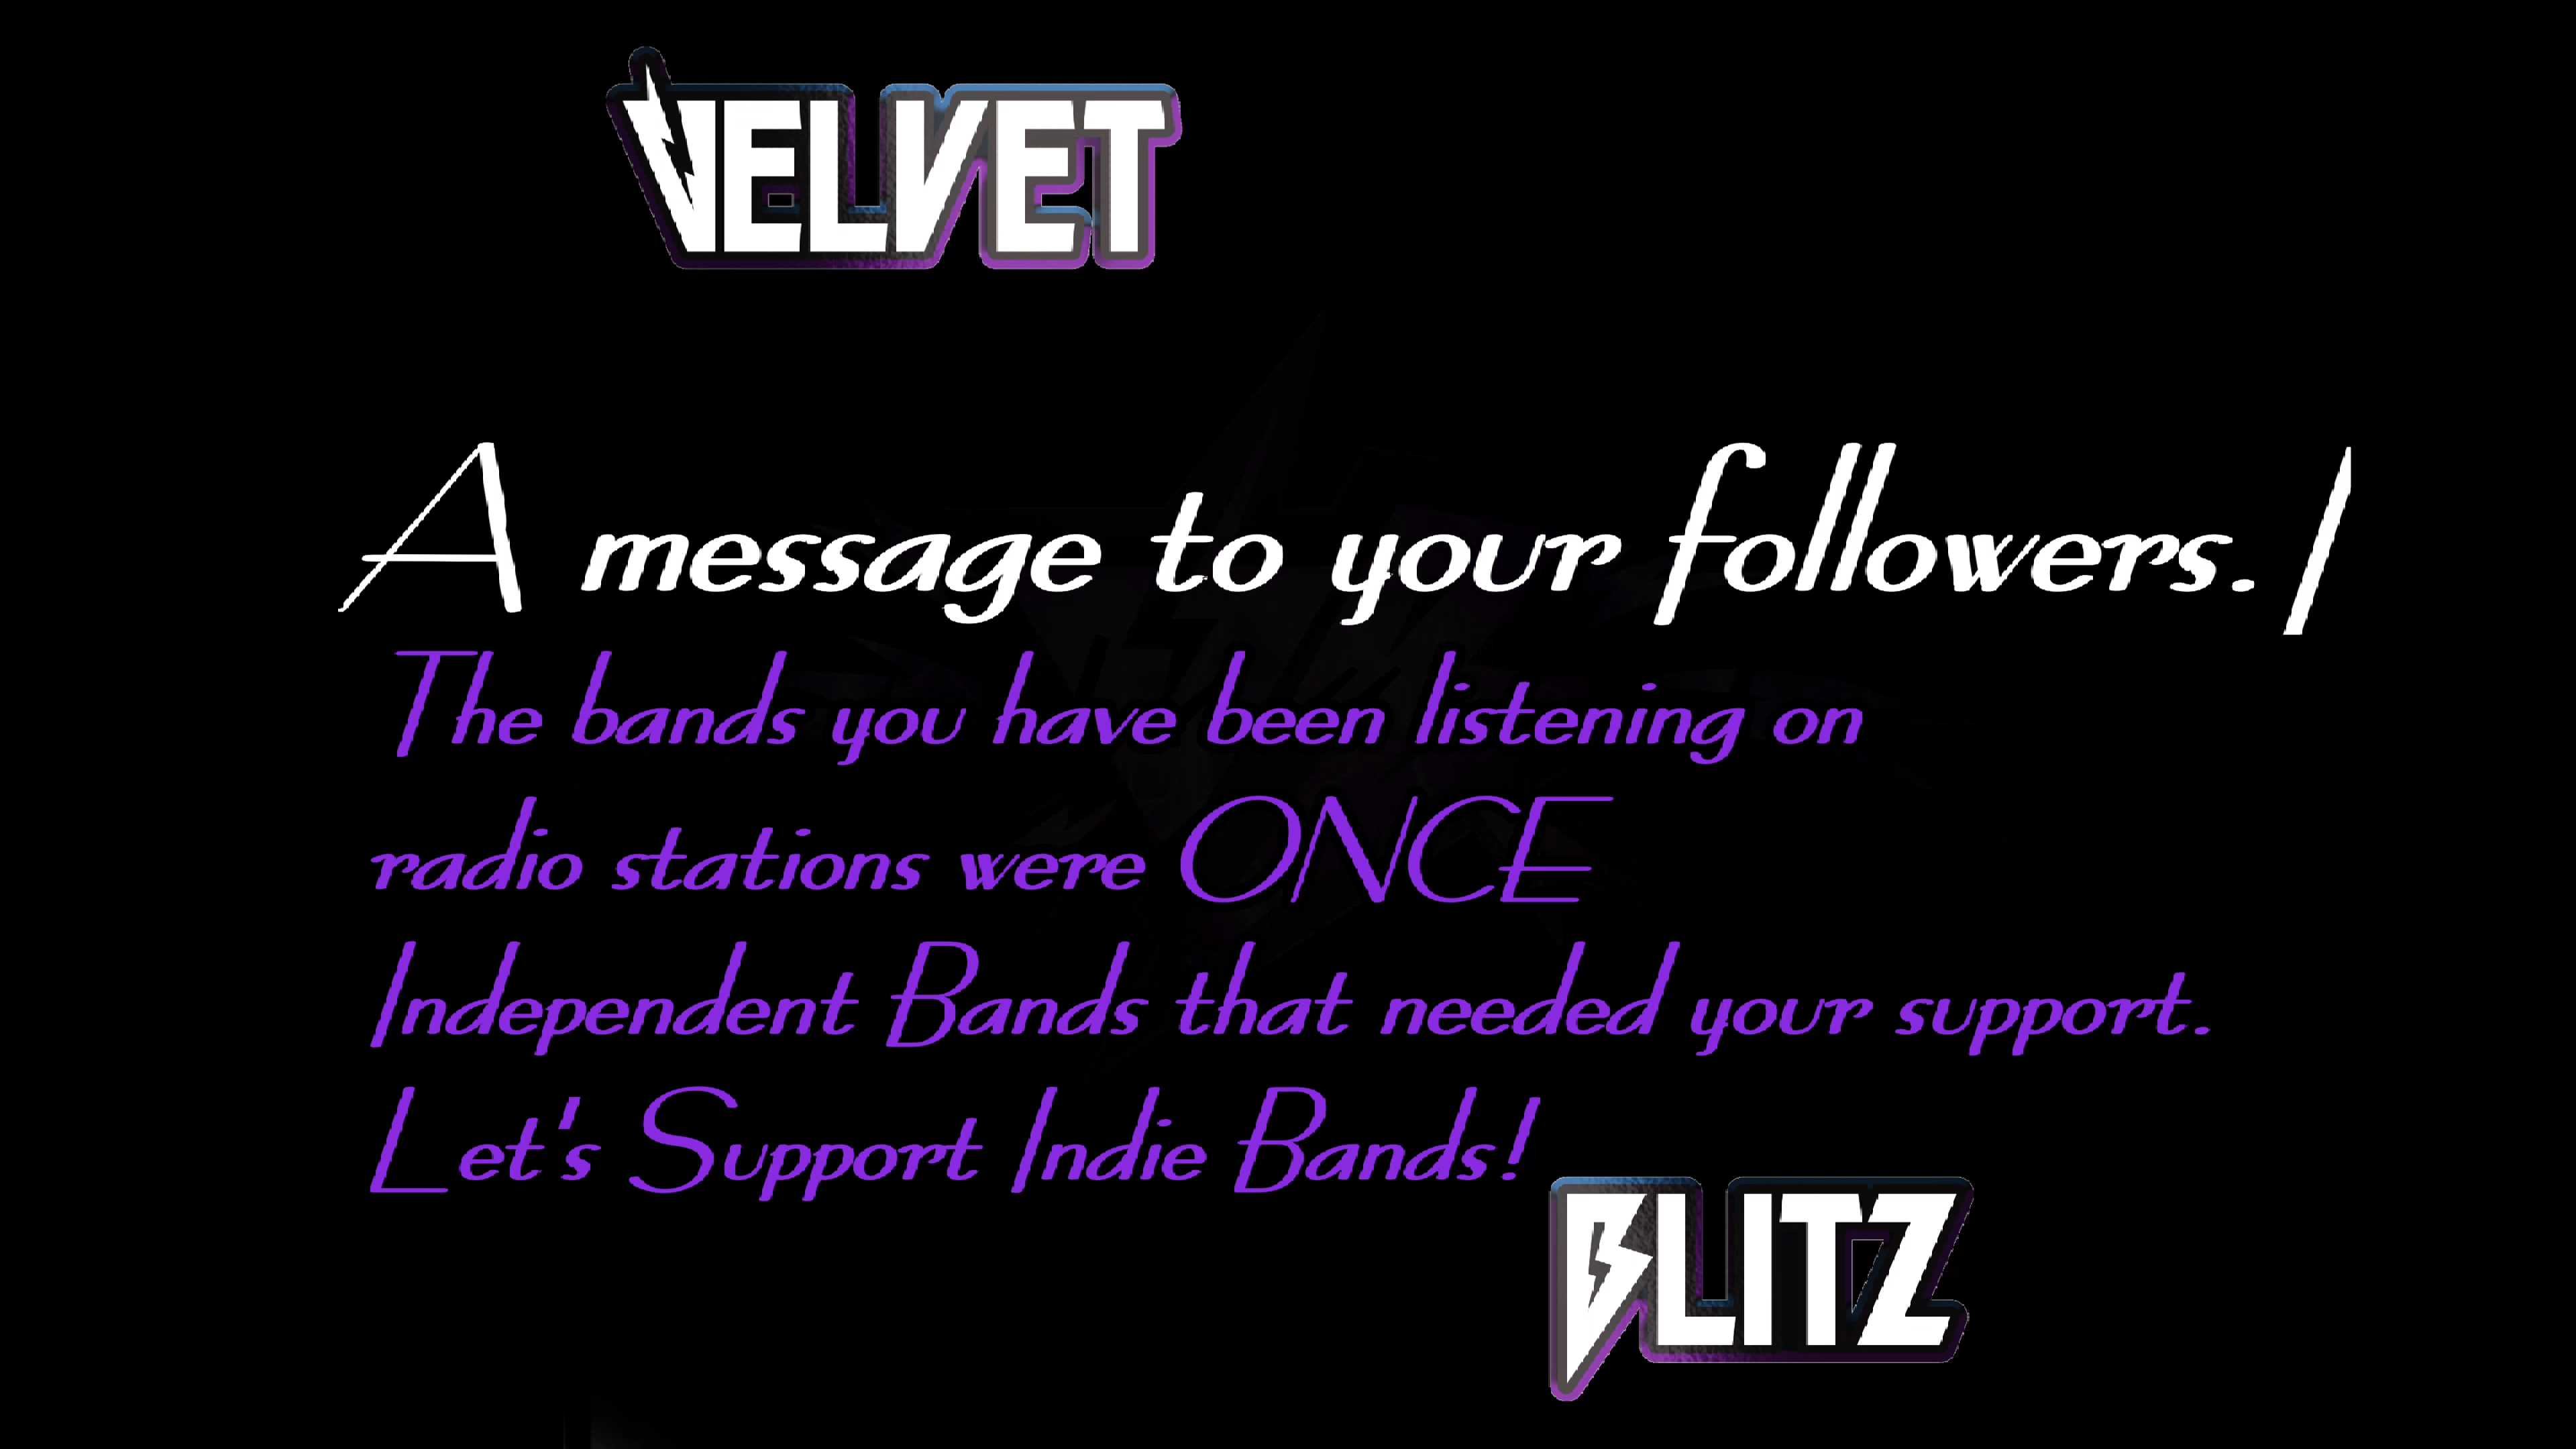 VELVET
A message to your followers. |
The bands you have been listening on
radio stations were ONCE
Independent Bands that needed your support.
Let's Support Indie Bands!
BLITZ